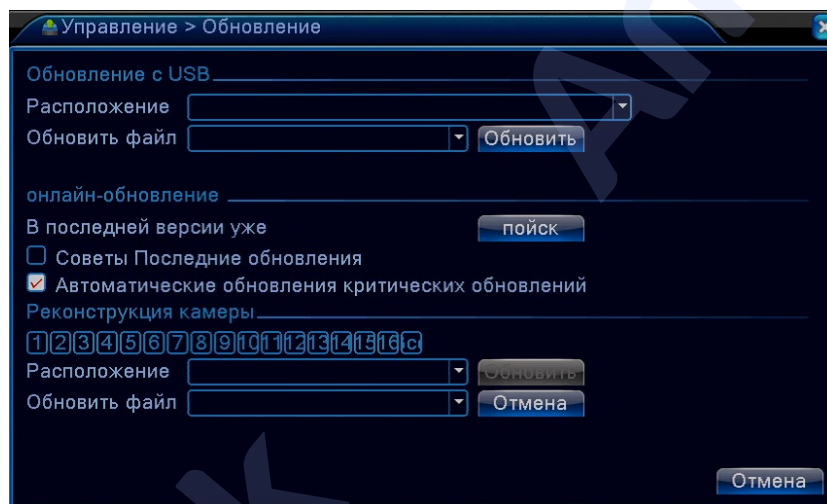 Управление > Обновление
Обновление с USB
Расположение
Обновить файл Обновить
онлайн-обновление
В последней версии уже поиск
Советы Последние обновления
Автоматические обновления критических обновлений
Реконструкция камеры
1 2 3 4 5 6 7 8 9 10 11 12 13 14 15 16
Расположение Обновить
Обновить файл Отмена
Отмена